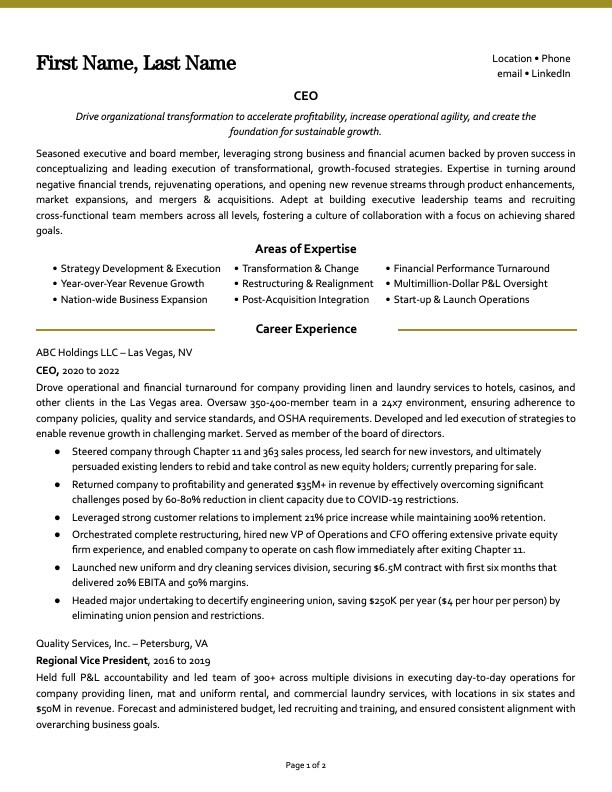 First Name, Last Name
Location • Phone
email • LinkedIn
CEO
Drive organizational transformation to accelerate profitability, increase operational agility, and create the
foundation for sustainable growth.
Seasoned executive and board member, leveraging strong business and financial acumen backed by proven success in
conceptualizing and leading execution of transformational, growth-focused strategies. Expertise in turning around
negative financial trends, rejuvenating operations, and opening new revenue streams through product enhancements,
market expansions, and mergers & acquisitions. Adept at building executive leadership teams and recruiting
cross-functional team members across all levels, fostering a culture of collaboration with a focus on achieving shared
goals.
Areas of Expertise
• Strategy Development & Execution • Transformation & Change • Financial Performance Turnaround
• Year-over-Year Revenue Growth • Restructuring & Realignment • Multimillion-Dollar P&L Oversight
• Nation-wide Business Expansion • Post-Acquisition Integration • Start-up & Launch Operations
Career Experience
ABC Holdings LLC – Las Vegas, NV
CEO, 2020 to 2022
Drove operational and financial turnaround for company providing linen and laundry services to hotels, casinos, and
other clients in the Las Vegas area. Oversaw 350-400-member team in a 24x7 environment, ensuring adherence to
company policies, quality and service standards, and OSHA requirements. Developed and led execution of strategies to
enable revenue growth in challenging market. Served as member of the board of directors.
• Steered company through Chapter 11 and 363 sales process, led search for new investors, and ultimately
persuaded existing lenders to rebid and take control as new equity holders; currently preparing for sale.
• Returned company to profitability and generated $35M+ in revenue by effectively overcoming significant
challenges posed by 60-80% reduction in client capacity due to COVID-19 restrictions.
• Leveraged strong customer relations to implement 21% price increase while maintaining 100% retention.
• Orchestrated complete restructuring, hired new VP of Operations and CFO offering extensive private equity
firm experience, and enabled company to operate on cash flow immediately after exiting Chapter 11.
• Launched new uniform and dry cleaning services division, securing $6.5M contract with first six months that
delivered 20% EBITA and 50% margins.
• Headed major undertaking to decertify engineering union, saving $250K per year ($4 per hour per person) by
eliminating union pension and restrictions.
Quality Services, Inc. – Petersburg, VA
Regional Vice President, 2016 to 2019
Held full P&L accountability and led team of 300+ across multiple divisions in executing day-to-day operations for
company providing linen, mat and uniform rental, and commercial laundry services, with locations in six states and
$50M in revenue. Forecast and administered budget, led recruiting and training, and ensured consistent alignment with
overarching business goals.
Page 1 of 2